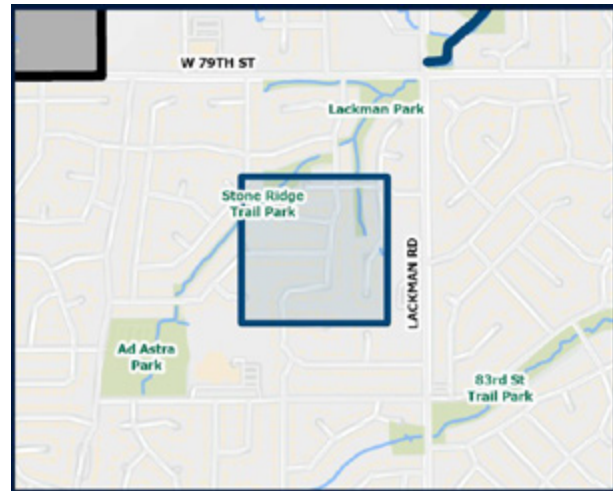 W 79TH ST
Lackman Park
Stone Ridge
Trail Park
LACKMAN RD
Ad Astra
Park
83rd St
Trail Park